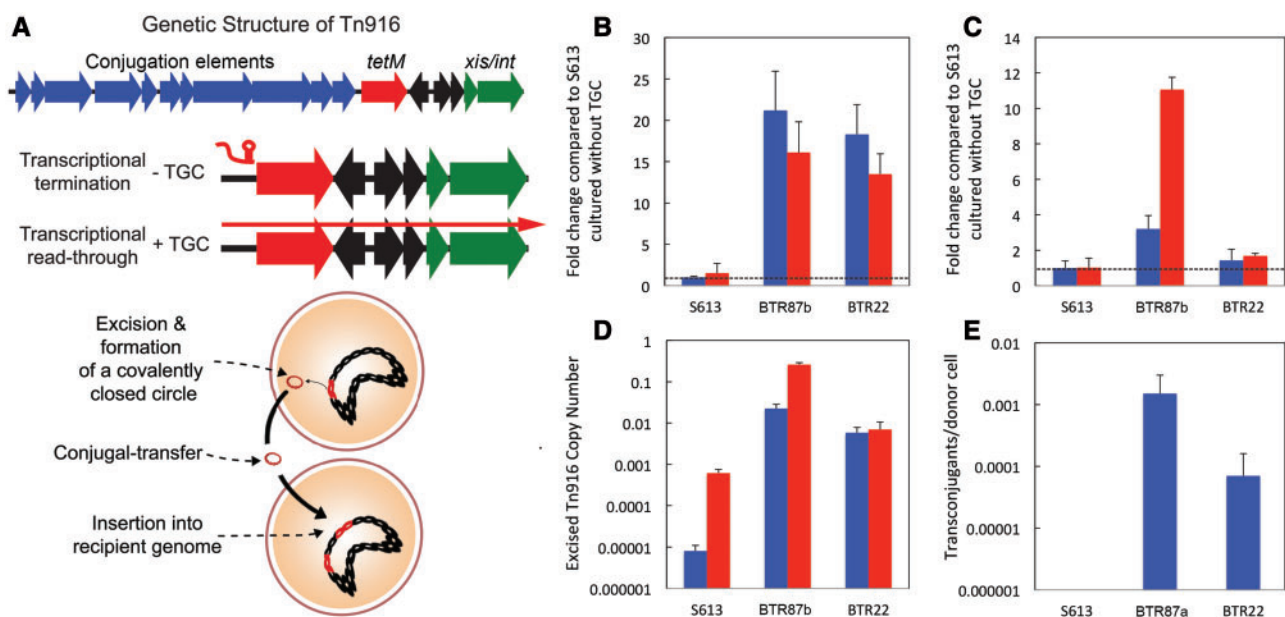 A
Genetic Structure of Tn916
Conjugation elements
tetM
xis/int
Transcriptional
termination
- TGC
Transcriptional
read-through
+ TGC
Excision &
formation
of a covalently
closed circle
Conjugal-transfer
Insertion into
recipient genome
B
Fold change compared to S613
cultured without TGC
30
25
20
15
10
5
0
S613
BTR87b
BTR22
C
Fold change compared to S613
cultured without TGC
14
12
10
8
6
4
2
0
S613
BTR87b
BTR22
D
Excised Tn916 Copy Number
1
0.1
0.01
0.001
0.0001
0.00001
0.000001
S613
BTR87b
BTR22
E
Transconjugants/donor cell
0.01
0.001
0.0001
0.00001
0.000001
S613
BTR87a
BTR22